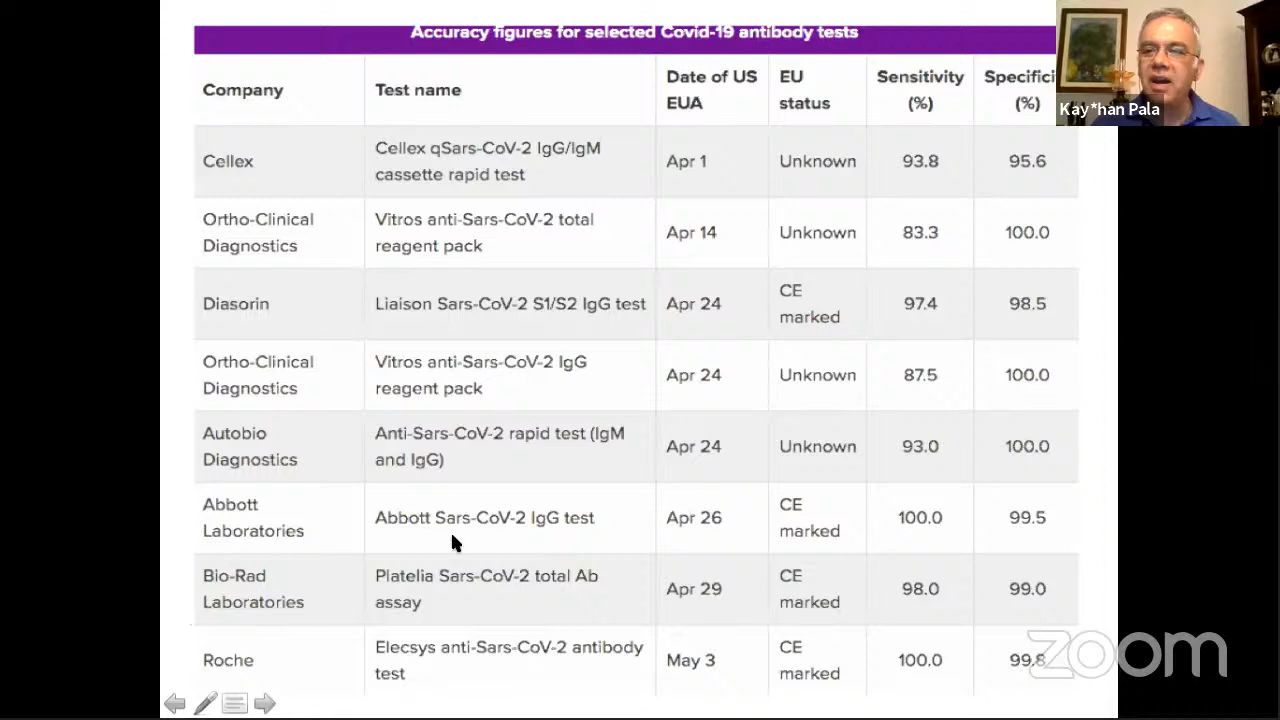 Accuracy figures for selected Covid-19 antibody tests
Company
Test name
Date of US
EUA
EU
status
Sensitivity
(%)
Specifici
(%)
Kay*han Pala
Cellex
Cellex qSars-CoV-2 IgG/IgM
cassette rapid test
Apr 1
Unknown
93.8
95.6
Ortho-Clinical
Diagnostics
Vitros anti-Sars-CoV-2 total
reagent pack
Apr 14
Unknown
83.3
100.0
Diasorin
Liaison Sars-CoV-2 S1/S2 IgG test
Apr 24
CE
marked
97.4
98.5
Ortho-Clinical
Diagnostics
Vitros anti-Sars-CoV-2 IgG
reagent pack
Apr 24
Unknown
87.5
100.0
Autobio
Diagnostics
Anti-Sars-CoV-2 rapid test (IgM
and IgG)
Apr 24
Unknown
93.0
100.0
Abbott
Laboratories
Abbott Sars-CoV-2 IgG test
Apr 26
CE
marked
100.0
99.5
Bio-Rad
Laboratories
Platelia Sars-CoV-2 total Ab
assay
Apr 29
CE
marked
98.0
99.0
Roche
Elecsys anti-Sars-CoV-2 antibody
test
May 3
CE
marked
100.0
99.8
zoom